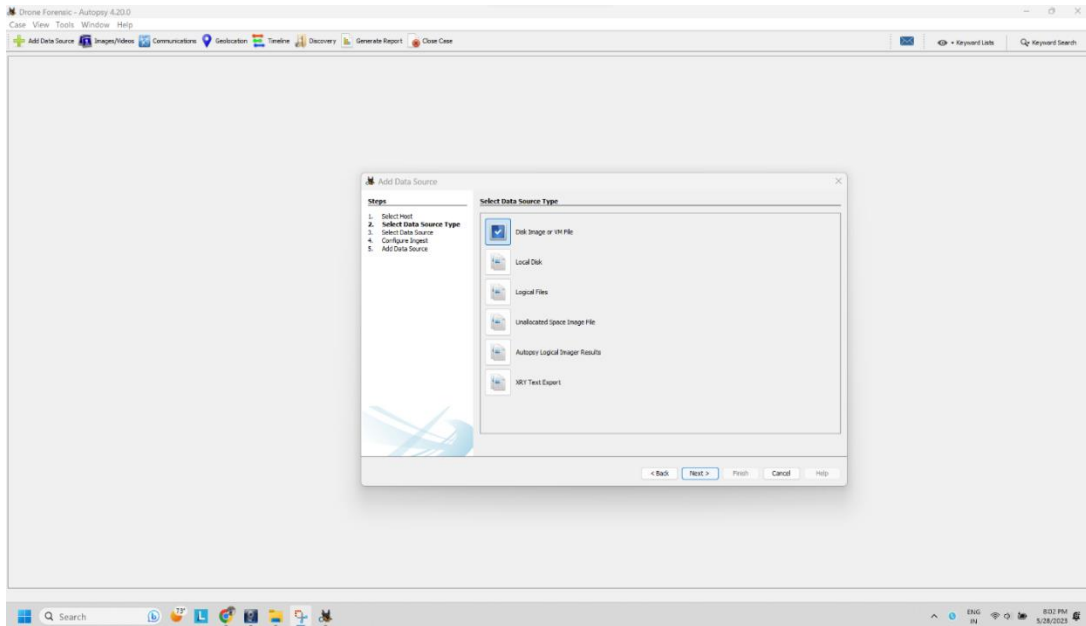 Drone Forensic - Autopsy 4.20.0
Case View Tools Window Help
Add Data Source Images/Videos Communications Geolocation Timeline Discovery Generate Report Close Case Keyword Lists Keyword Search
Add Data Source
Steps
1. Select Host
2. Select Data Source Type
3. Select Data Source
4. Configure Ingest
5. Add Data Source
Select Data Source Type
Disk Image or VM File
Local Disk
Logical Files
Unallocated Space Image File
Autopsy Logical Imager Results
XRY Text Export
< Back Next > Finish Cancel Help
Search 73° L ENG IN 8:02 PM 5/28/2023